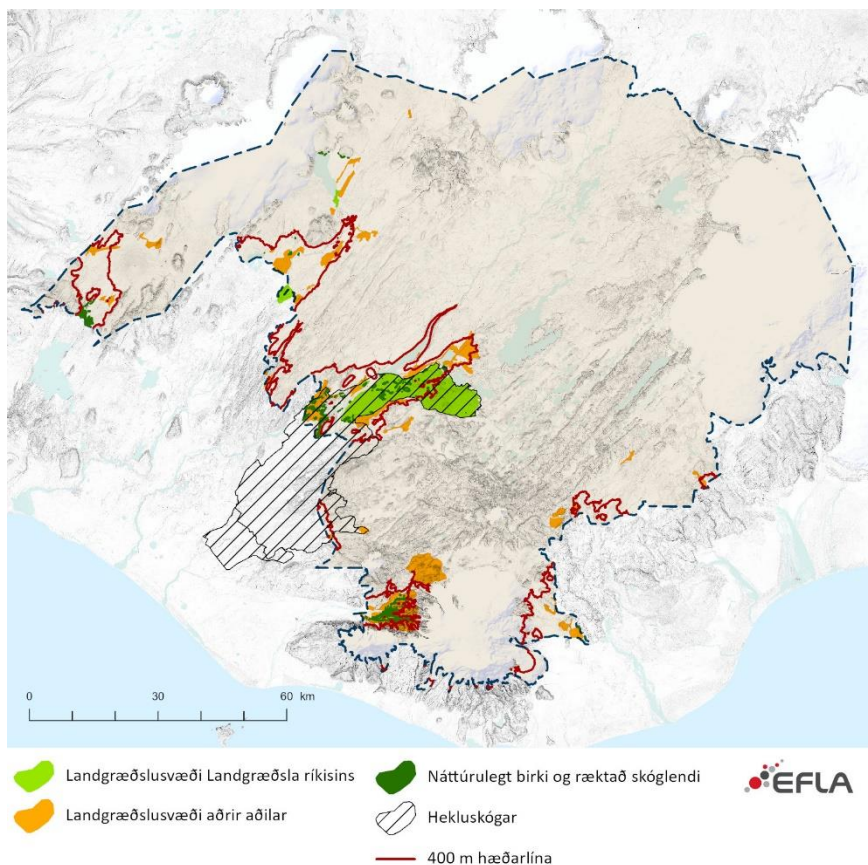 0 30 60 km
Landgræðslusvæði Landgræðsla ríkisins
Náttúrulegt birki og ræktað skóglendi
EFLA
Landgræðslusvæði aðrir aðilar
Hekluskógar
400 m hæðarlína